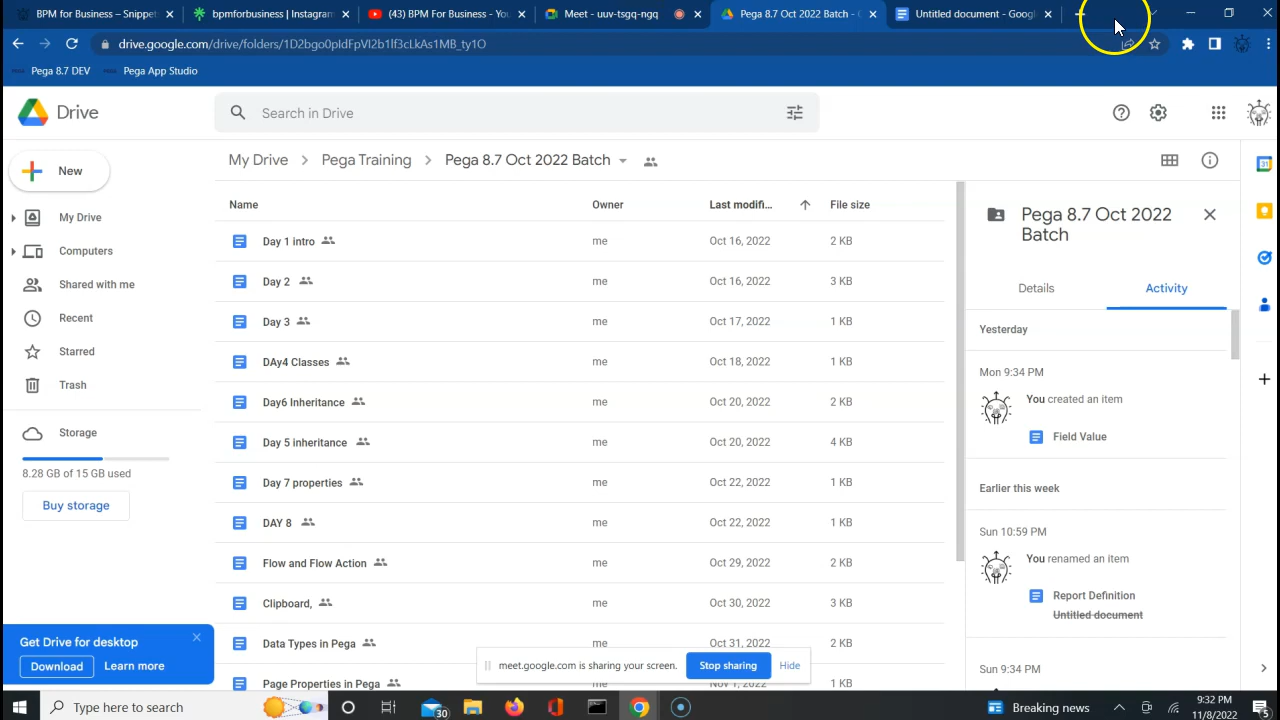 BPM for Business – Snippets
bpmforbusiness | Instagram
(43) BPM For Business - You
Meet - uuv-tsgq-ngq
Pega 8.7 Oct 2022 Batch - G
Untitled document - Googl
drive.google.com/drive/folders/1D2bgo0pIdFpVI2b1lf3cLkAs1MB_ty1O
Pega 8.7 DEV
Pega App Studio
Drive
Search in Drive
New
My Drive > Pega Training > Pega 8.7 Oct 2022 Batch
My Drive
Computers
Shared with me
Recent
Starred
Trash
Storage
8.28 GB of 15 GB used
Buy storage
Get Drive for desktop
Download Learn more
Name Owner Last modifi... File size
Day 1 intro me Oct 16, 2022 2 KB
Day 2 me Oct 16, 2022 3 KB
Day 3 me Oct 17, 2022 1 KB
DAy4 Classes me Oct 18, 2022 1 KB
Day6 Inheritance me Oct 20, 2022 2 KB
Day 5 inheritance me Oct 20, 2022 4 KB
Day 7 properties me Oct 22, 2022 1 KB
DAY 8 me Oct 22, 2022 1 KB
Flow and Flow Action me Oct 29, 2022 2 KB
Clipboard, me Oct 30, 2022 3 KB
Data Types in Pega me Oct 31, 2022 2 KB
Page Properties in Pega me Nov 1, 2022 1 KB
Pega 8.7 Oct 2022
Batch
Details Activity
Yesterday
Mon 9:34 PM
You created an item
Field Value
Earlier this week
Sun 10:59 PM
You renamed an item
Report Definition
Untitled document
Sun 9:34 PM
31
meet.google.com is sharing your screen. Stop sharing Hide
Type here to search
30
Breaking news
9:32 PM
11/8/2022
5